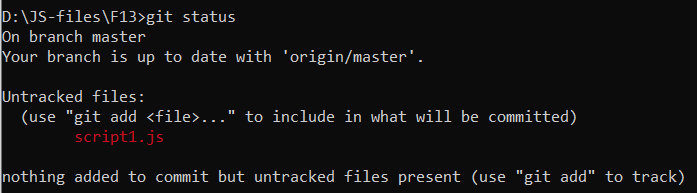 D:\JS-files\F13>git status
On branch master
Your branch is up to date with 'origin/master'.
Untracked files:
  (use "git add <file>..." to include in what will be committed)
        script1.js
nothing added to commit but untracked files present (use "git add" to track)